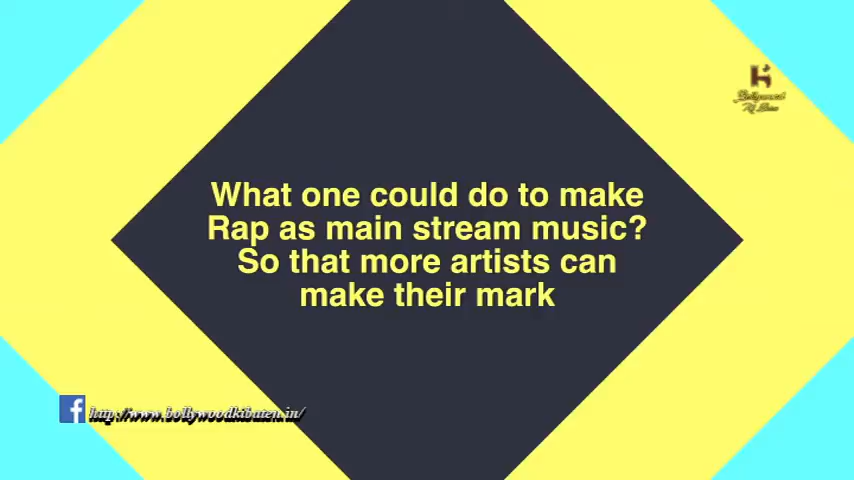 What one could do to make
Rap as main stream music?
So that more artists can
make their mark
http://www.bollywoodkibaten.in/